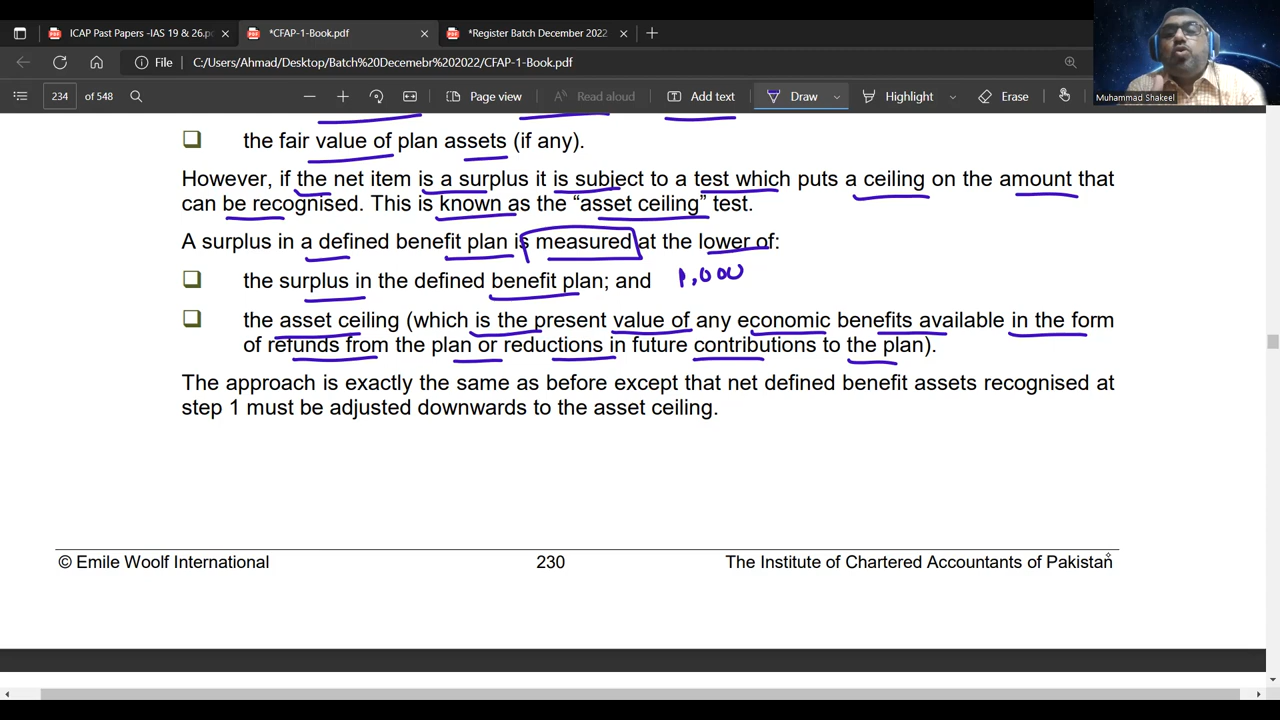 ICAP Past Papers -IAS 19 & 26.p
*CFAP-1-Book.pdf
*Register Batch December 2022
File
C:/Users/Ahmad/Desktop/Batch%20Decemebr%202022/CFAP-1-Book.pdf
234 of 548
Page view
Read aloud
Add text
Draw
Highlight
Erase
Muhammad Shakeel
the fair value of plan assets (if any).
However, if the net item is a surplus it is subject to a test which puts a ceiling on the amount that
can be recognised. This is known as the “asset ceiling” test.
A surplus in a defined benefit plan is measured at the lower of:
the surplus in the defined benefit plan; and 1,000
the asset ceiling (which is the present value of any economic benefits available in the form
of refunds from the plan or reductions in future contributions to the plan).
The approach is exactly the same as before except that net defined benefit assets recognised at
step 1 must be adjusted downwards to the asset ceiling.
© Emile Woolf International
230
The Institute of Chartered Accountants of Pakistan